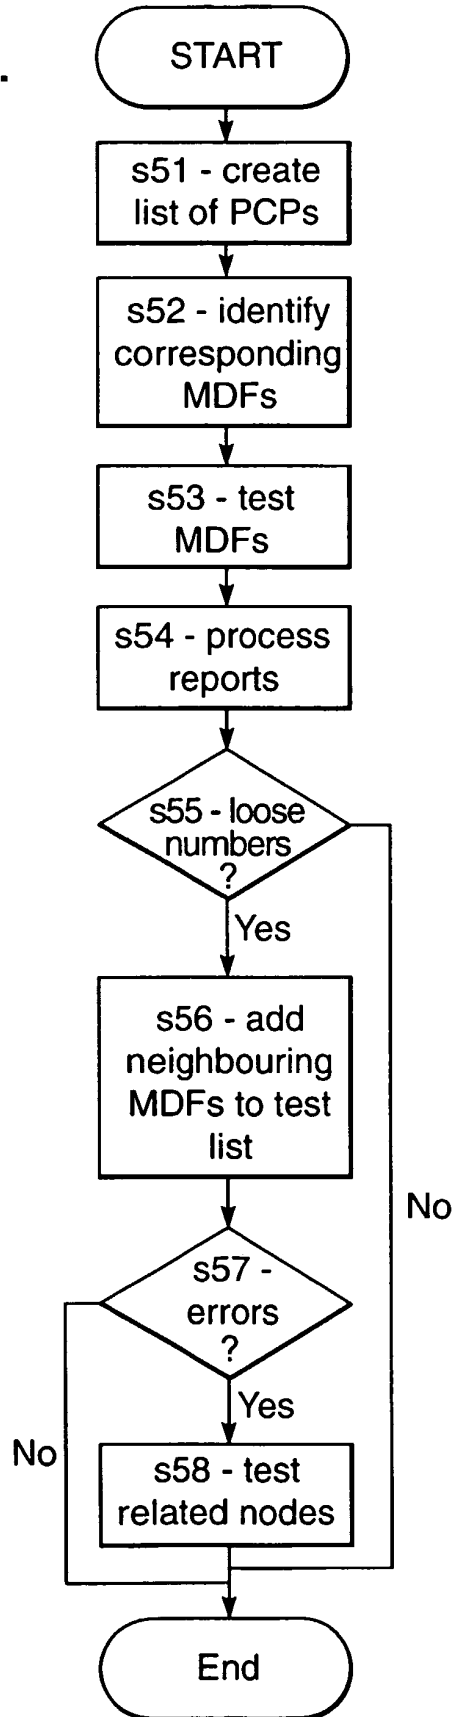 START
s51 - create
list of PCPs
s52 - identify
corresponding
MDFs
s53 - test
MDFs
s54 - process
reports
s55 - loose
numbers
?
Yes
s56 - add
neighbouring
MDFs to test
list
No
s57 -
errors
?
Yes
No
s58 - test
related nodes
End